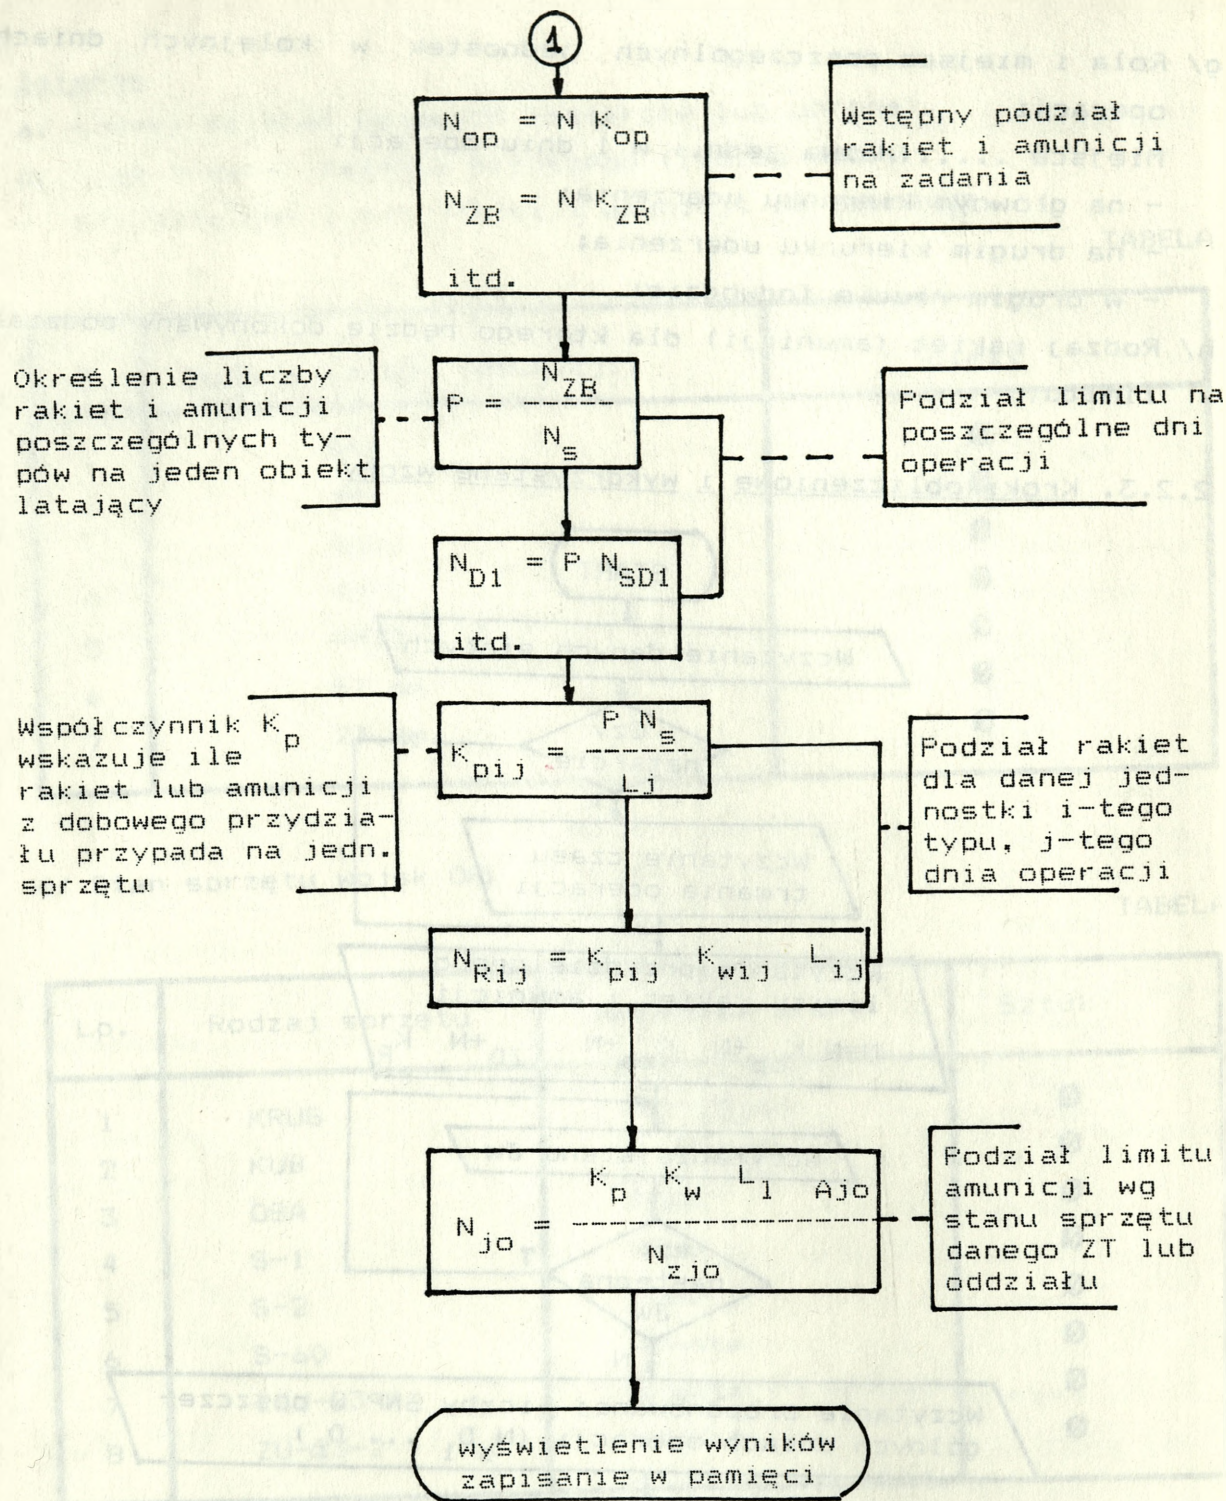 1
N_op = N K_op
N_ZB = N K_ZB
itd.
Wstępny podział
rakiet i amunicji
na zadania
Określenie liczby
rakiet i amunicji
poszczególnych ty-
pów na jeden obiekt
latający
P = N_ZB / N_s
Podział limitu na
poszczególne dni
operacji
N_D1 = P N_SD1
itd.
Współczynnik K_p
wskazuje ile
rakiet lub amunicji
z dobowego przydzia-
łu przypada na jedn.
sprzętu
K_pij = P N_s / Lj
Podział rakiet
dla danej jed-
nostki i-tego
typu, j-tego
dnia operacji
N_Rij = K_pij K_wij L_ij
N_jo = K_p K_w L_l Ajo / N_zjo
Podział limitu
amunicji wg
stanu sprzętu
danego ZT lub
oddziału
wyświetlenie wyników
zapisanie w pamięci